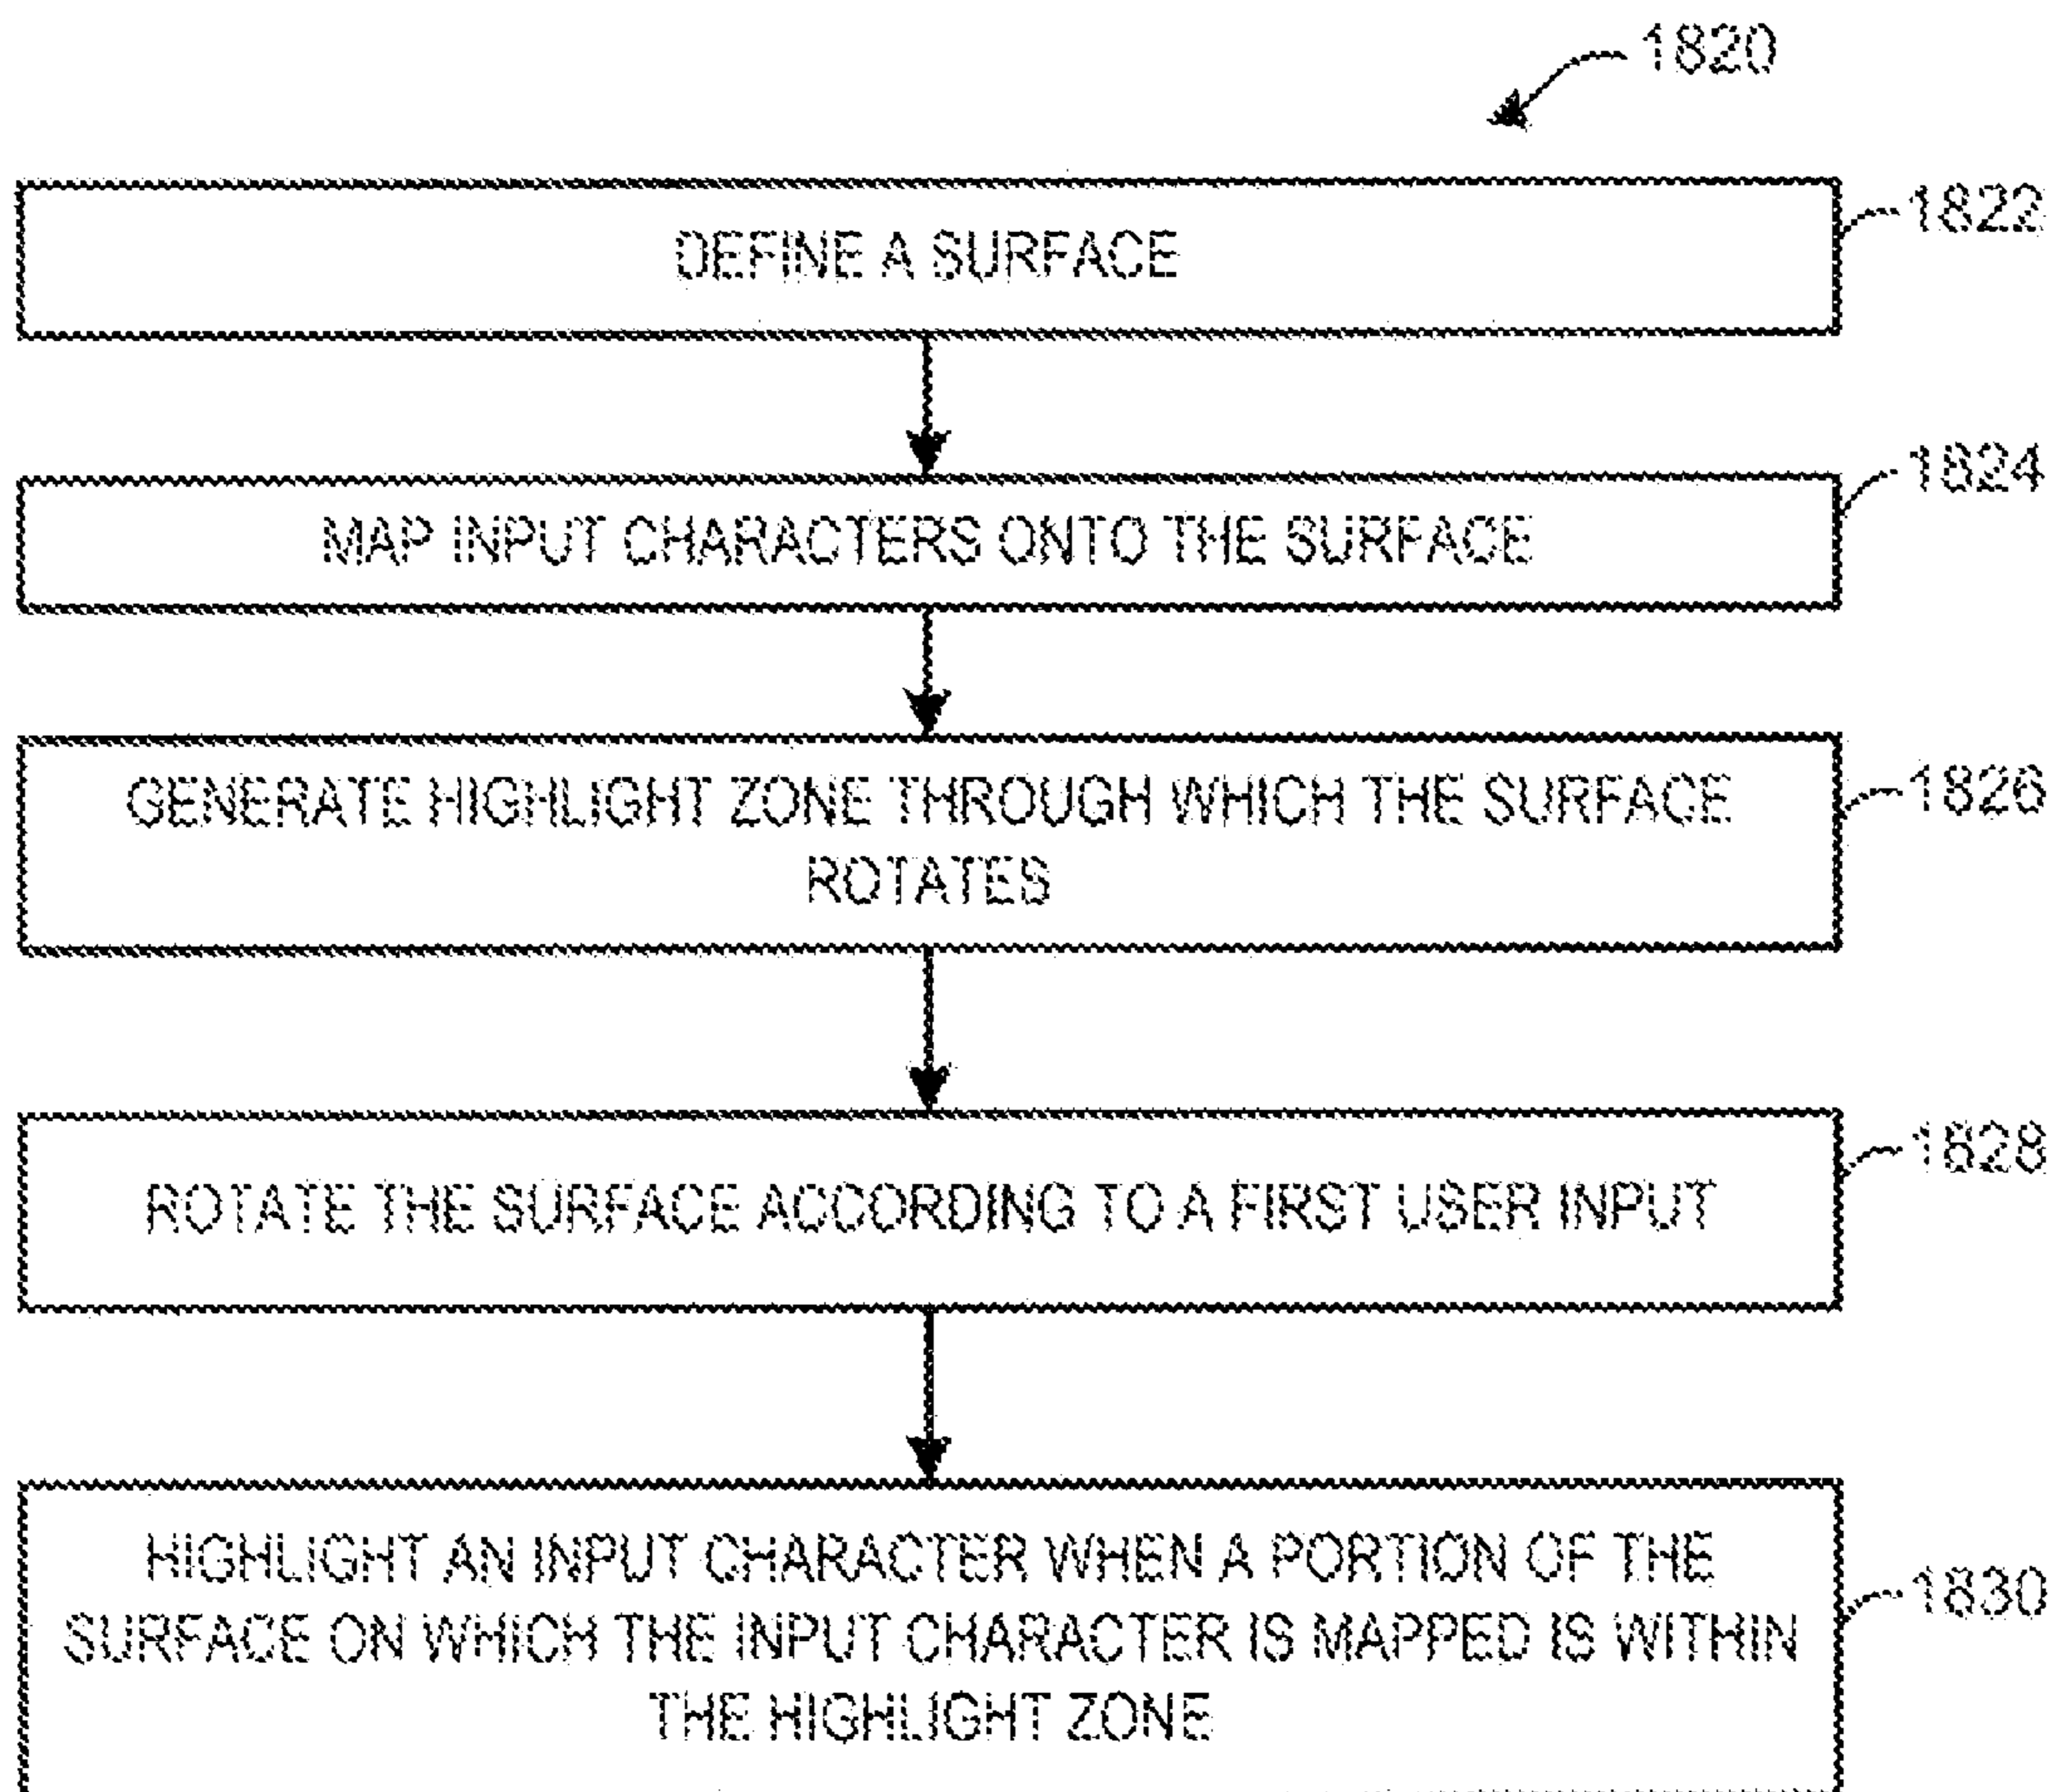 1820
DEFINE A SURFACE
1822
MAP INPUT CHARACTERS ONTO THE SURFACE
1824
GENERATE HIGHLIGHT ZONE THROUGH WHICH THE SURFACE
ROTATES
1826
ROTATE THE SURFACE ACCORDING TO A FIRST USER INPUT
1828
HIGHLIGHT AN INPUT CHARACTER WHEN A PORTION OF THE
SURFACE ON WHICH THE INPUT CHARACTER IS MAPPED IS WITHIN
THE HIGHLIGHT ZONE
1830